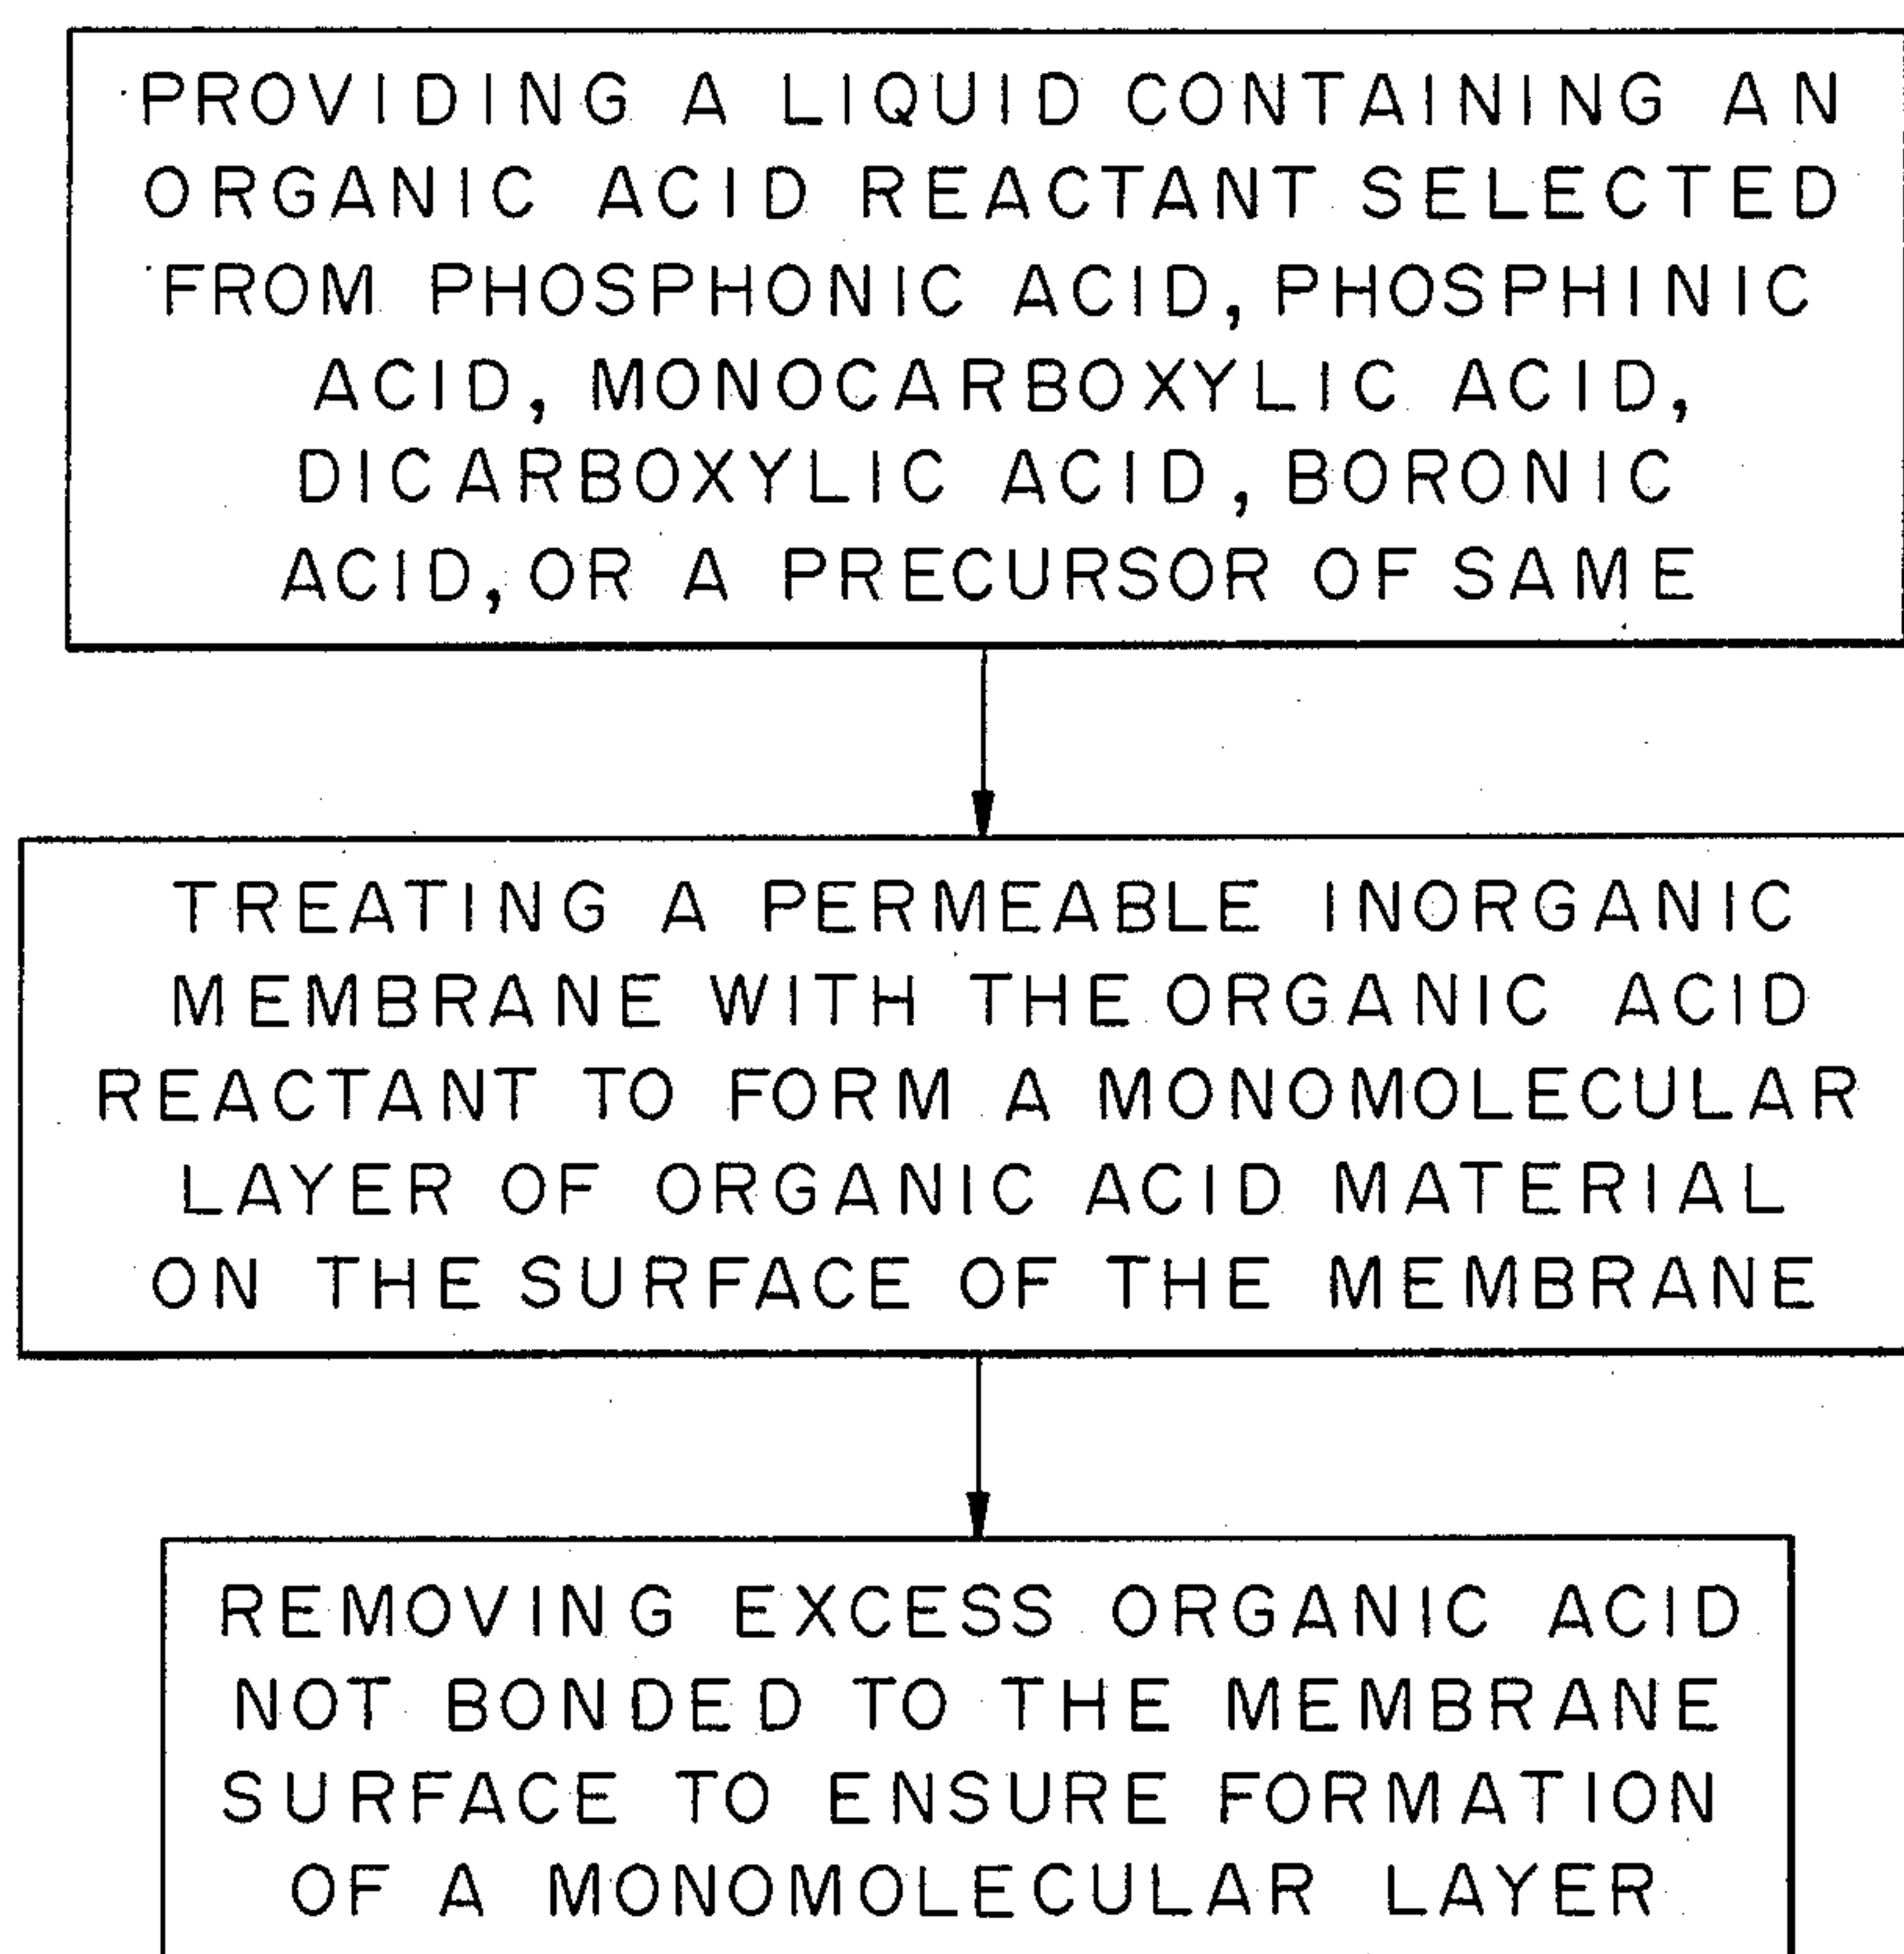 PROVIDING A LIQUID CONTAINING AN
ORGANIC ACID REACTANT SELECTED
FROM PHOSPHONIC ACID, PHOSPHINIC
ACID, MONOCARBOXYLIC ACID,
DICARBOXYLIC ACID, BORONIC
ACID, OR A PRECURSOR OF SAME
TREATING A PERMEABLE INORGANIC
MEMBRANE WITH THE ORGANIC ACID
REACTANT TO FORM A MONOMOLECULAR
LAYER OF ORGANIC ACID MATERIAL
ON THE SURFACE OF THE MEMBRANE
REMOVING EXCESS ORGANIC ACID
NOT BONDED TO THE MEMBRANE
SURFACE TO ENSURE FORMATION
OF A MONOMOLECULAR LAYER